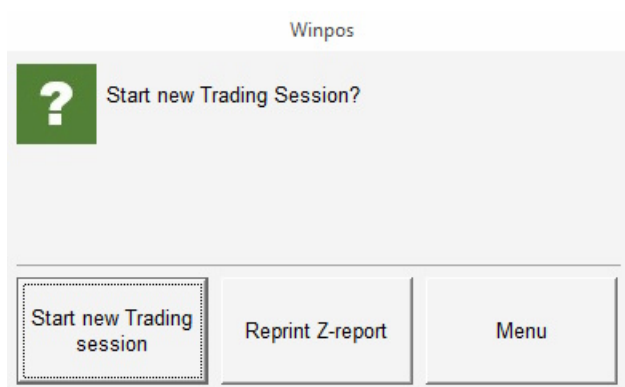 Winpos
?
Start new Trading Session?
Start new Trading
session
Reprint Z-report
Menu